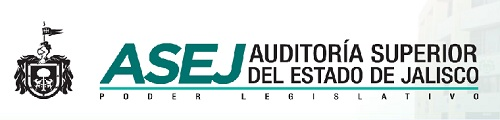 ASEJ AUDITORÍA SUPERIOR
DEL ESTADO DE JALISCO
PODER LEGISLATIVO